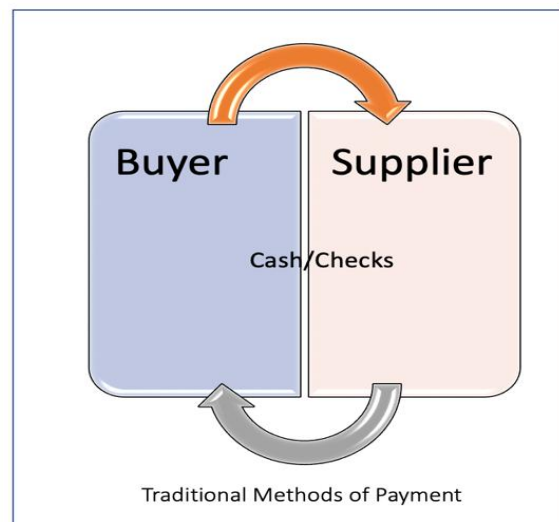 Buyer
Supplier
Cash/Checks
Traditional Methods of Payment